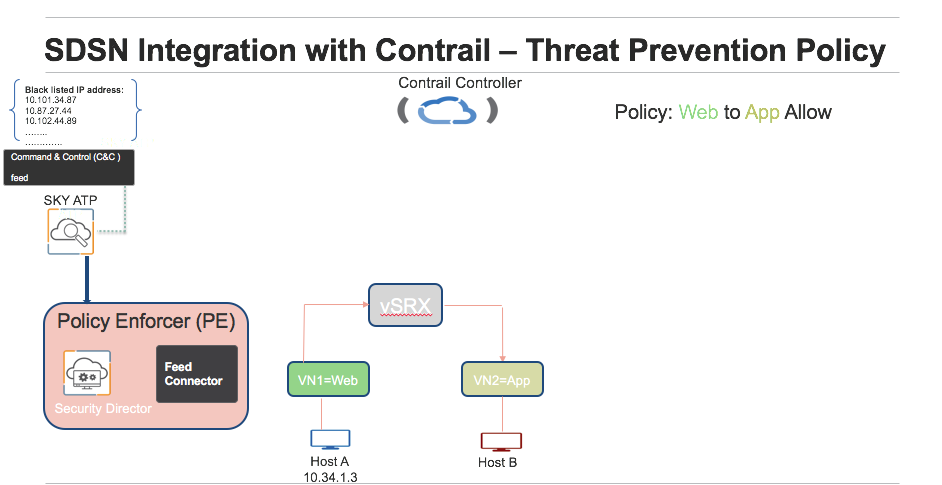 SDSN Integration with Contrail – Threat Prevention Policy
Black listed IP address:
10.101.34.87
10.87.27.44
10.102.44.89
........
.............
Command & Control (C&C )
feed
SKY ATP
Contrail Controller
Policy: Web to App Allow
Policy Enforcer (PE)
Feed
Connector
Security Director
vSRX
VN1=Web
VN2=App
Host A
10.34.1.3
Host B